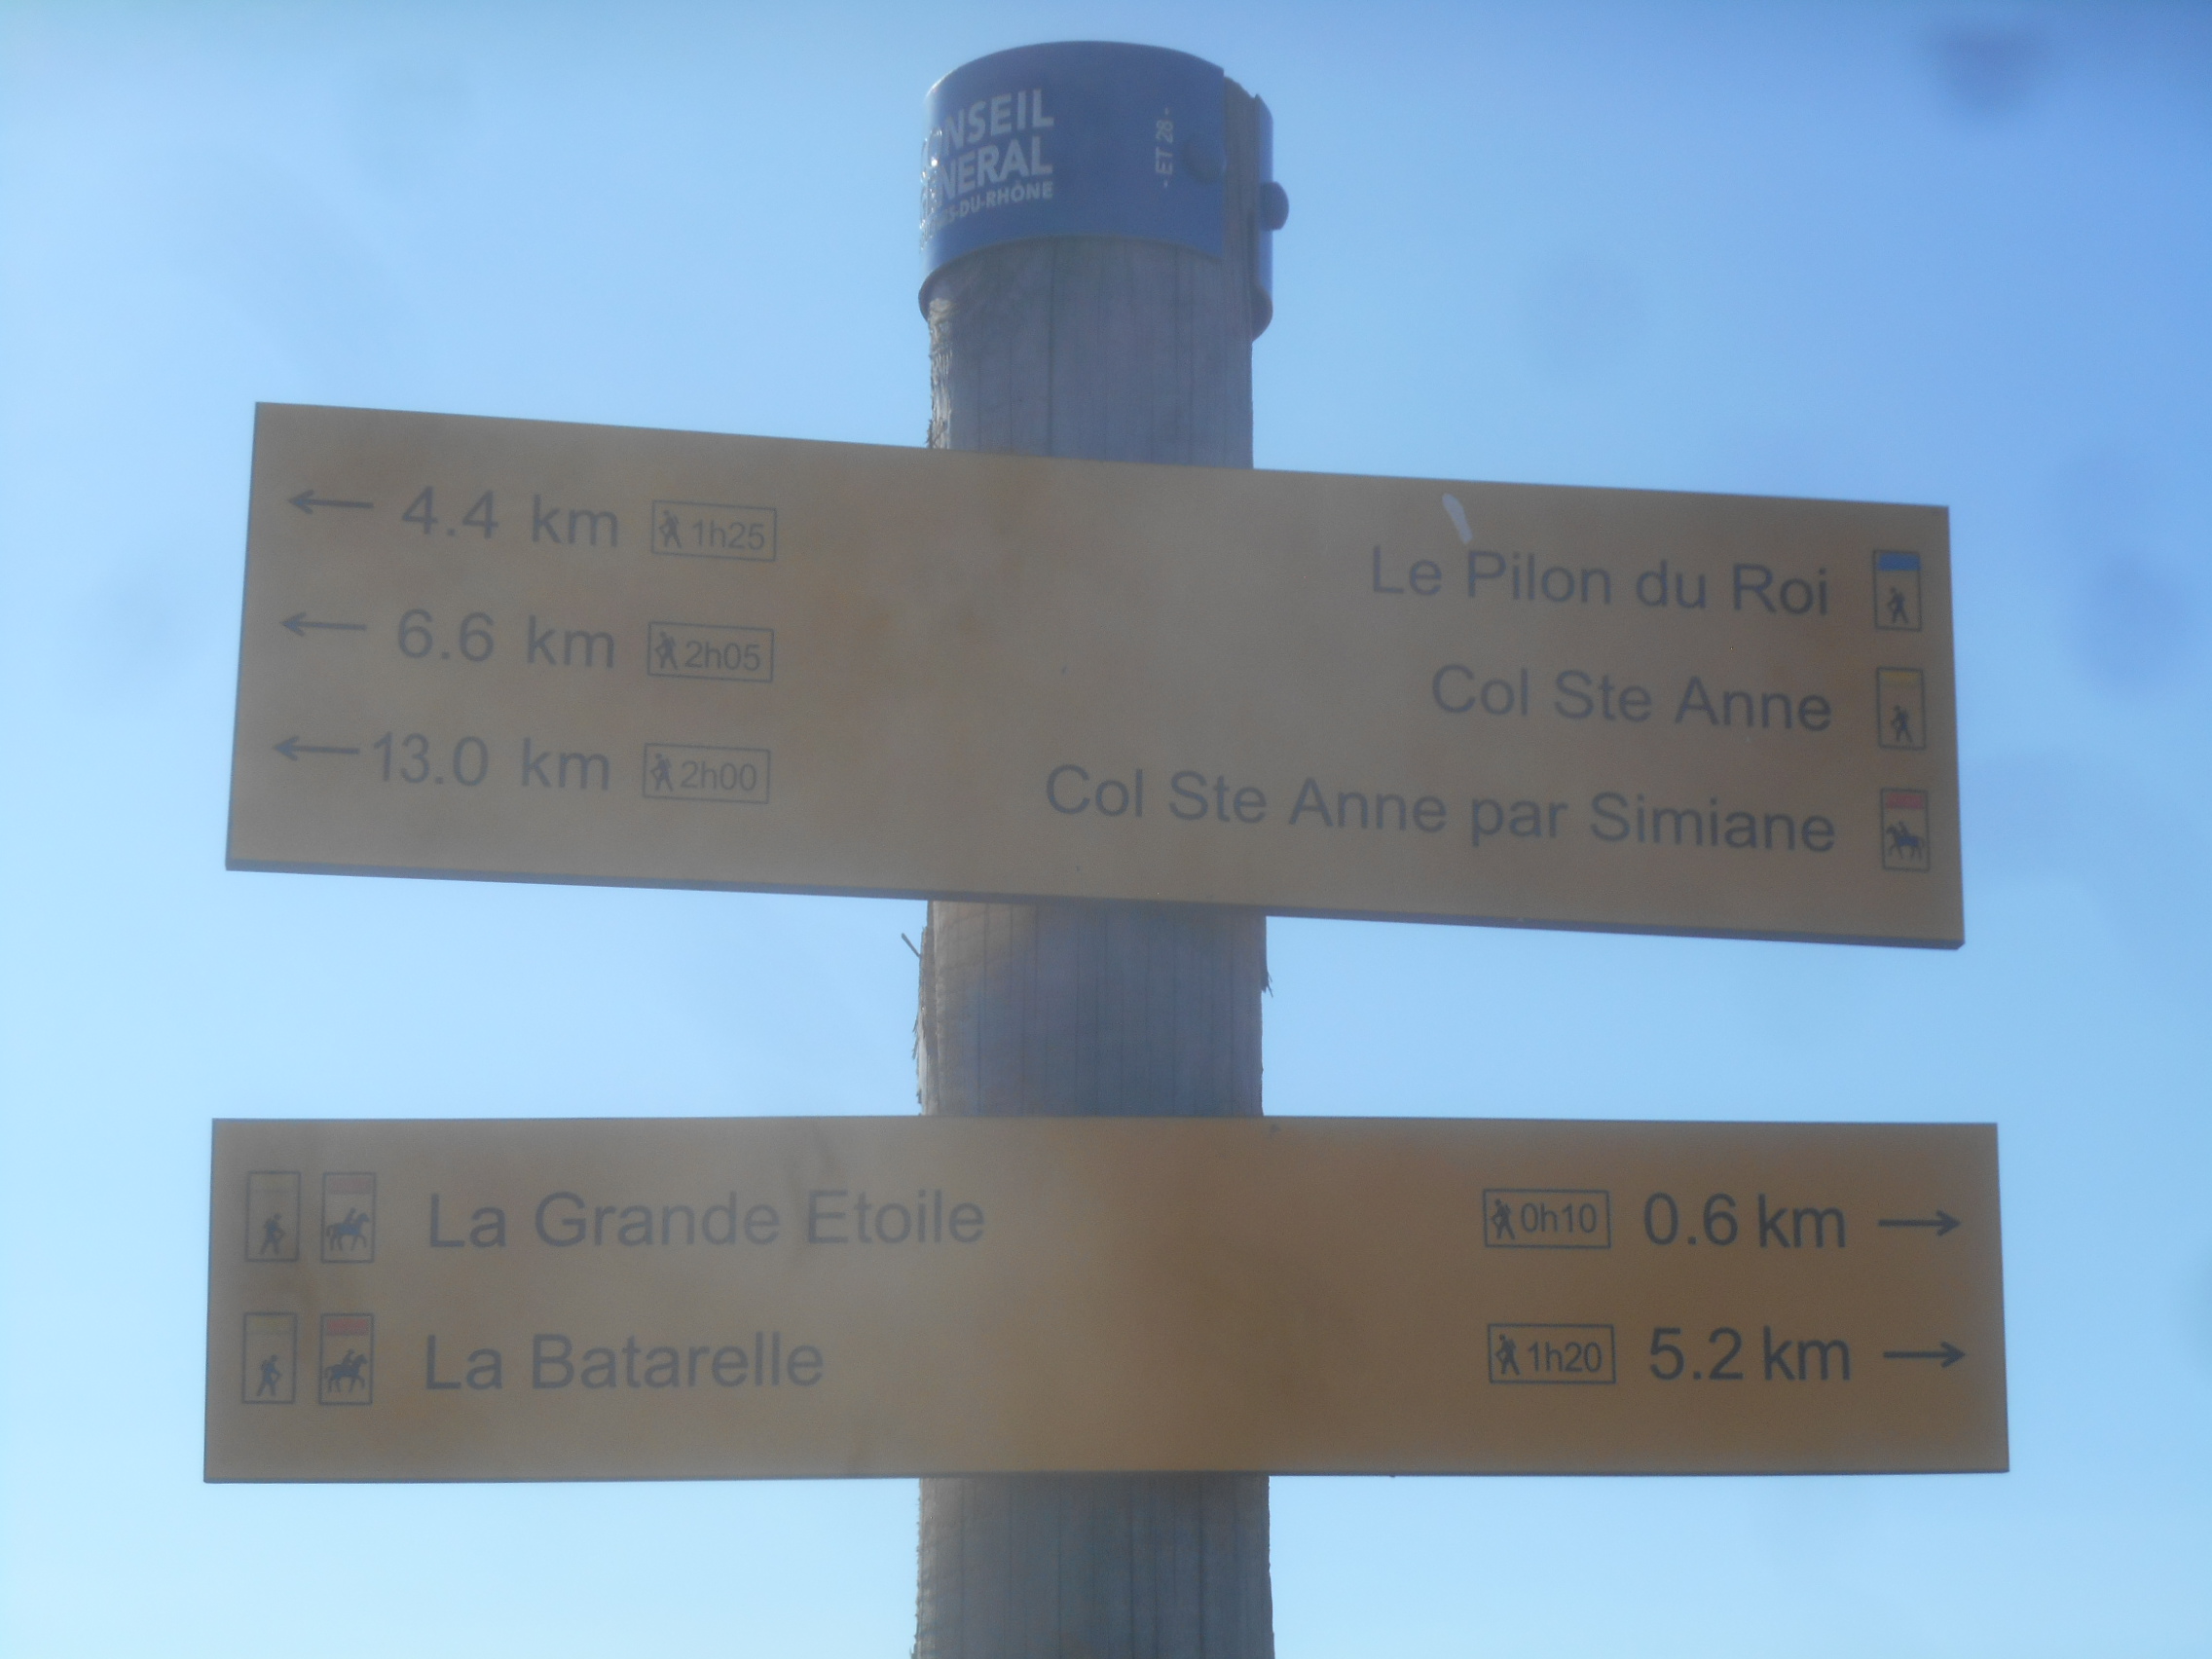 CONSEIL
GENERAL
-DU-RHÔNE
- ET 28 -
← 4.4 km 1h25 Le Pilon du Roi
← 6.6 km 2h05 Col Ste Anne
← 13.0 km 2h00 Col Ste Anne par Simiane
La Grande Etoile 0h10 0.6 km →
La Batarelle 1h20 5.2 km →